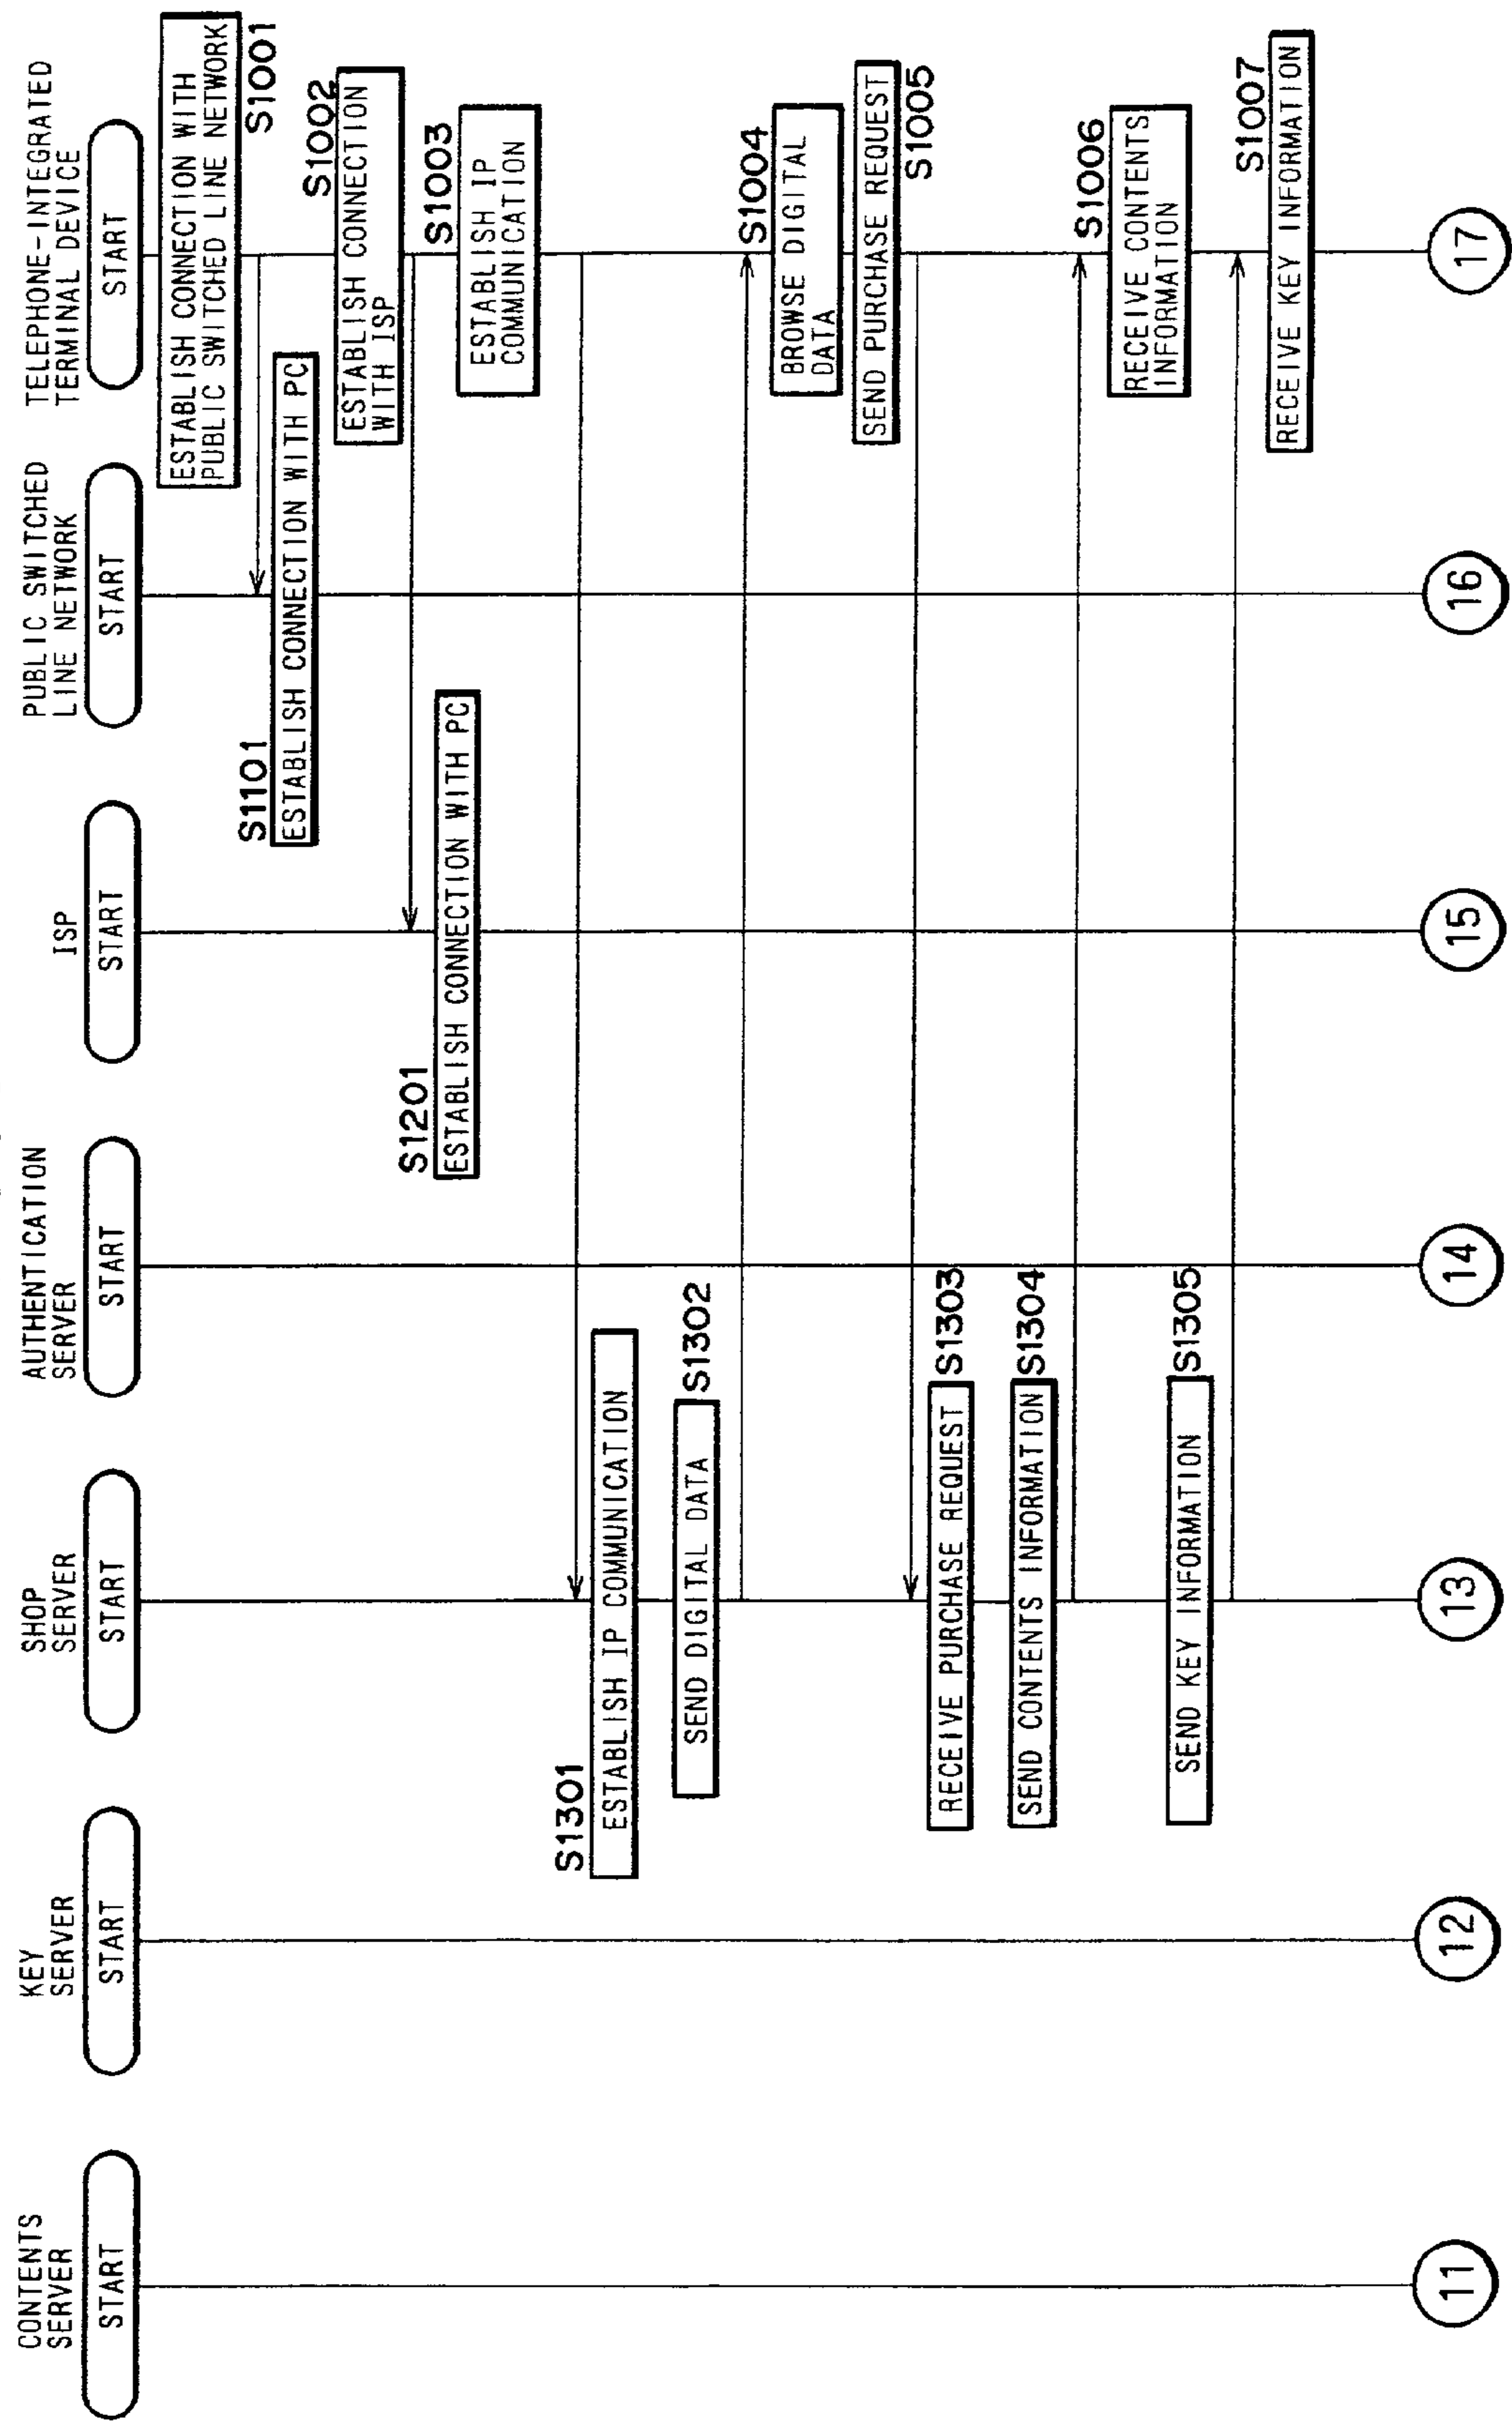 CONTENTS
SERVER
START
KEY
SERVER
START
SHOP
SERVER
START
AUTHENTICATION
SERVER
START
ISP
START
PUBLIC SWITCHED
LINE NETWORK
START
TELEPHONE-INTEGRATED
TERMINAL DEVICE
START
ESTABLISH CONNECTION WITH
PUBLIC SWITCHED LINE NETWORK
S1001
S1101
ESTABLISH CONNECTION WITH PC
S1002
ESTABLISH CONNECTION
WITH ISP
S1201
ESTABLISH CONNECTION WITH PC
S1003
ESTABLISH IP
COMMUNICATION
S1301
ESTABLISH IP COMMUNICATION
SEND DIGITAL DATA
S1302
S1004
BROWSE DIGITAL
DATA
SEND PURCHASE REQUEST
S1005
RECEIVE PURCHASE REQUEST
S1303
SEND CONTENTS INFORMATION
S1304
S1006
RECEIVE CONTENTS
INFORMATION
SEND KEY INFORMATION
S1305
S1007
RECEIVE KEY INFORMATION
11
12
13
14
15
16
17